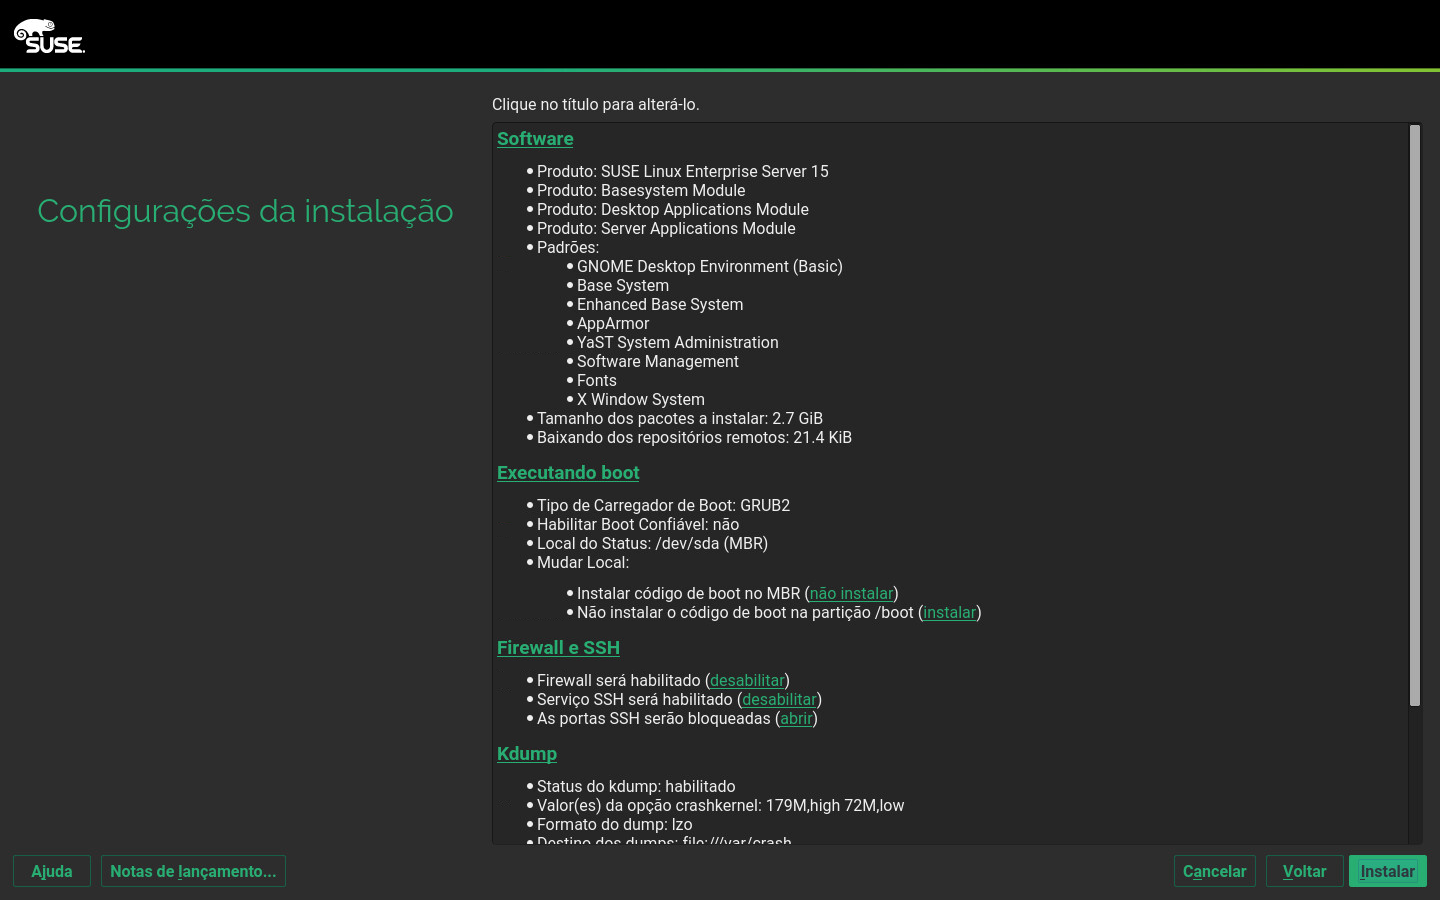 SUSE
Clique no título para alterá-lo.
Configurações da instalação
Software
Produto: SUSE Linux Enterprise Server 15
Produto: Basesystem Module
Produto: Desktop Applications Module
Produto: Server Applications Module
Padrões:
GNOME Desktop Environment (Basic)
Base System
Enhanced Base System
AppArmor
YaST System Administration
Software Management
Fonts
X Window System
Tamanho dos pacotes a instalar: 2.7 GiB
Baixando dos repositórios remotos: 21.4 KiB
Executando boot
Tipo de Carregador de Boot: GRUB2
Habilitar Boot Confiável: não
Local do Status: /dev/sda (MBR)
Mudar Local:
Instalar código de boot no MBR (não instalar)
Não instalar o código de boot na partição /boot (instalar)
Firewall e SSH
Firewall será habilitado (desabilitar)
Serviço SSH será habilitado (desabilitar)
As portas SSH serão bloqueadas (abrir)
Kdump
Status do kdump: habilitado
Valor(es) da opção crashkernel: 179M,high 72M,low
Formato do dump: lzo
Destino dos dumps: file:///var/crash
Ajuda Notas de lançamento... Cancelar Voltar Instalar